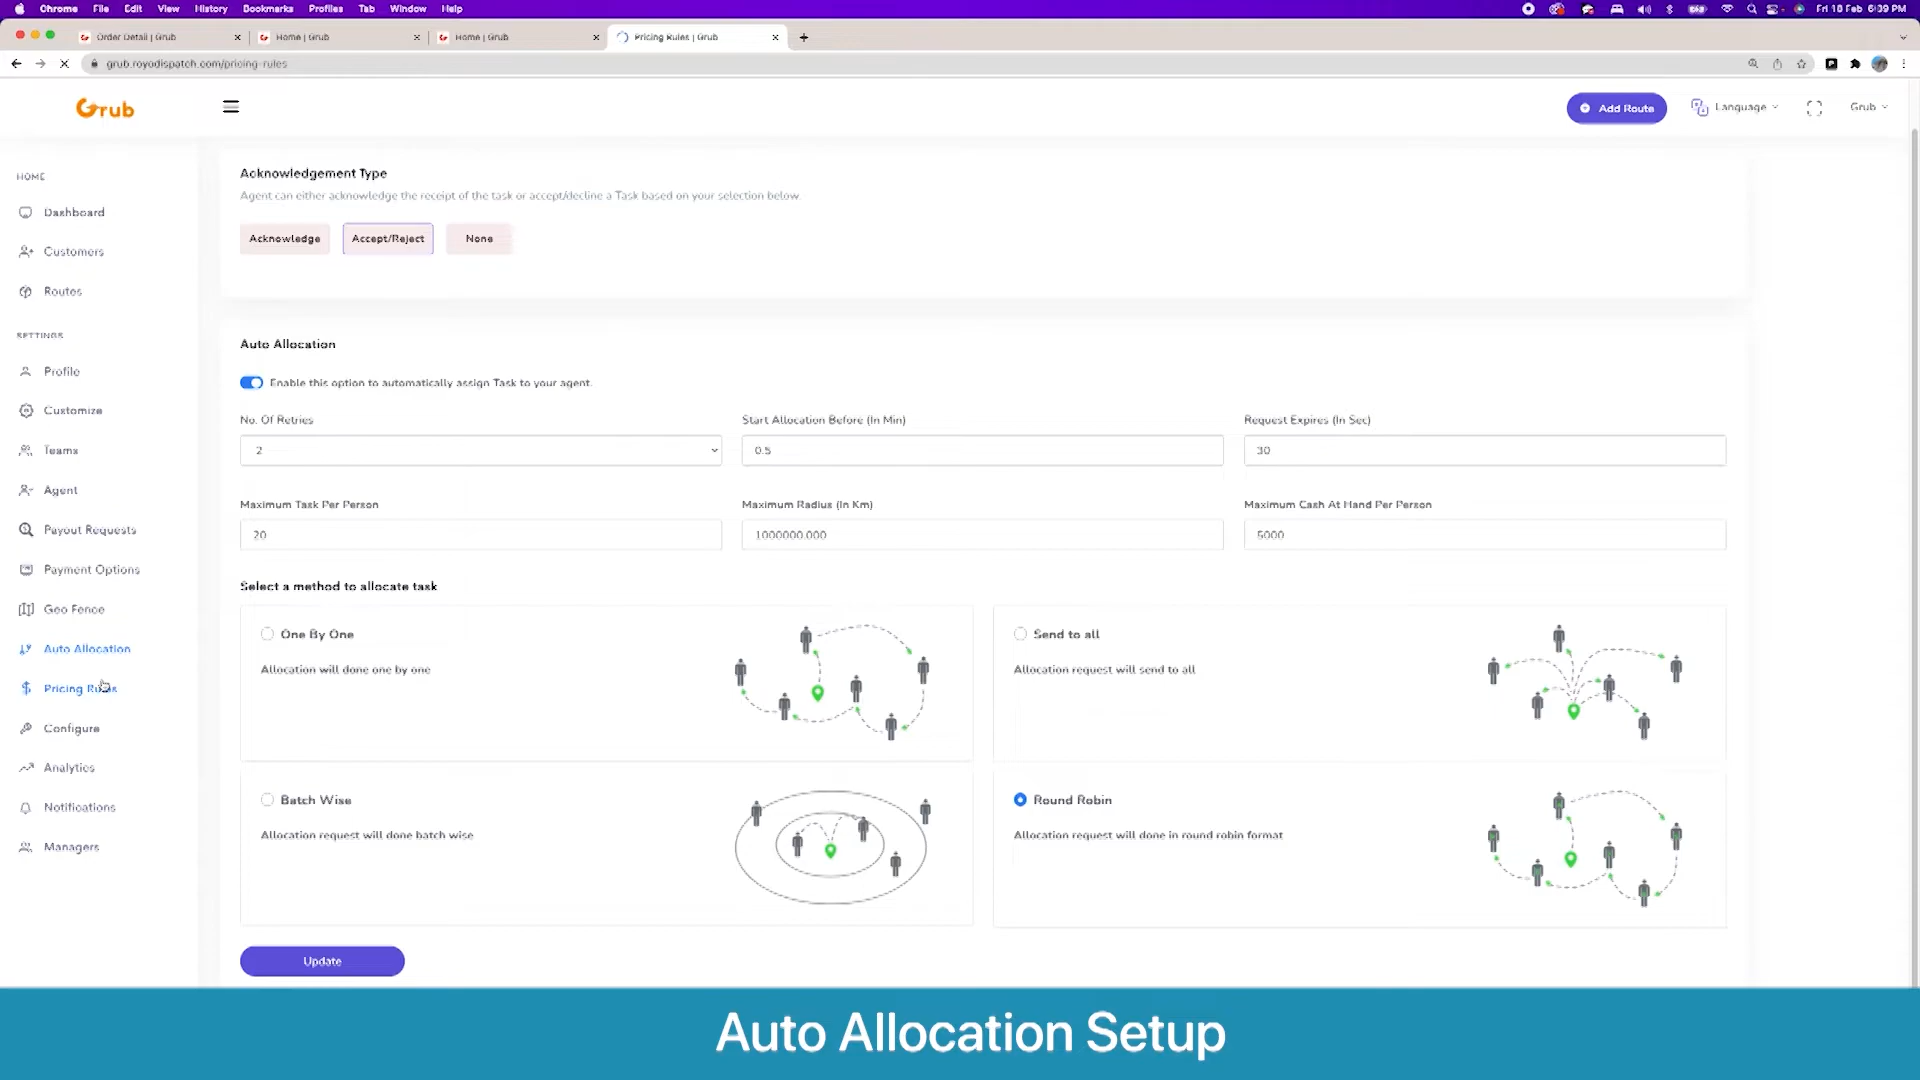 Chrome File Edit View History Bookmarks Profiles Tab Window Help Fri 18 Feb 6:39 PM
Order Detail | Grub Home | Grub Home | Grub Pricing Rules | Grub
grub.royodispatch.com/pricing-rules
Grub Add Route Language Grub
HOME
Dashboard
Customers
Routes
SETTINGS
Profile
Customize
Teams
Agent
Payout Requests
Payment Options
Geo Fence
Auto Allocation
Pricing Rules
Configure
Analytics
Notifications
Managers
Acknowledgement Type
Agent can either acknowledge the receipt of the task or accept/decline a Task based on your selection below.
Acknowledge Accept/Reject None
Auto Allocation
Enable this option to automatically assign Task to your agent.
No. Of Retries Start Allocation Before (In Min) Request Expires (In Sec)
2 0.5 30
Maximum Task Per Person Maximum Radius (In Km) Maximum Cash At Hand Per Person
20 1000000.000 5000
Select a method to allocate task
One By One
Allocation will done one by one
Send to all
Allocation request will send to all
Batch Wise
Allocation request will done batch wise
Round Robin
Allocation request will done in round robin format
Update
Auto Allocation Setup